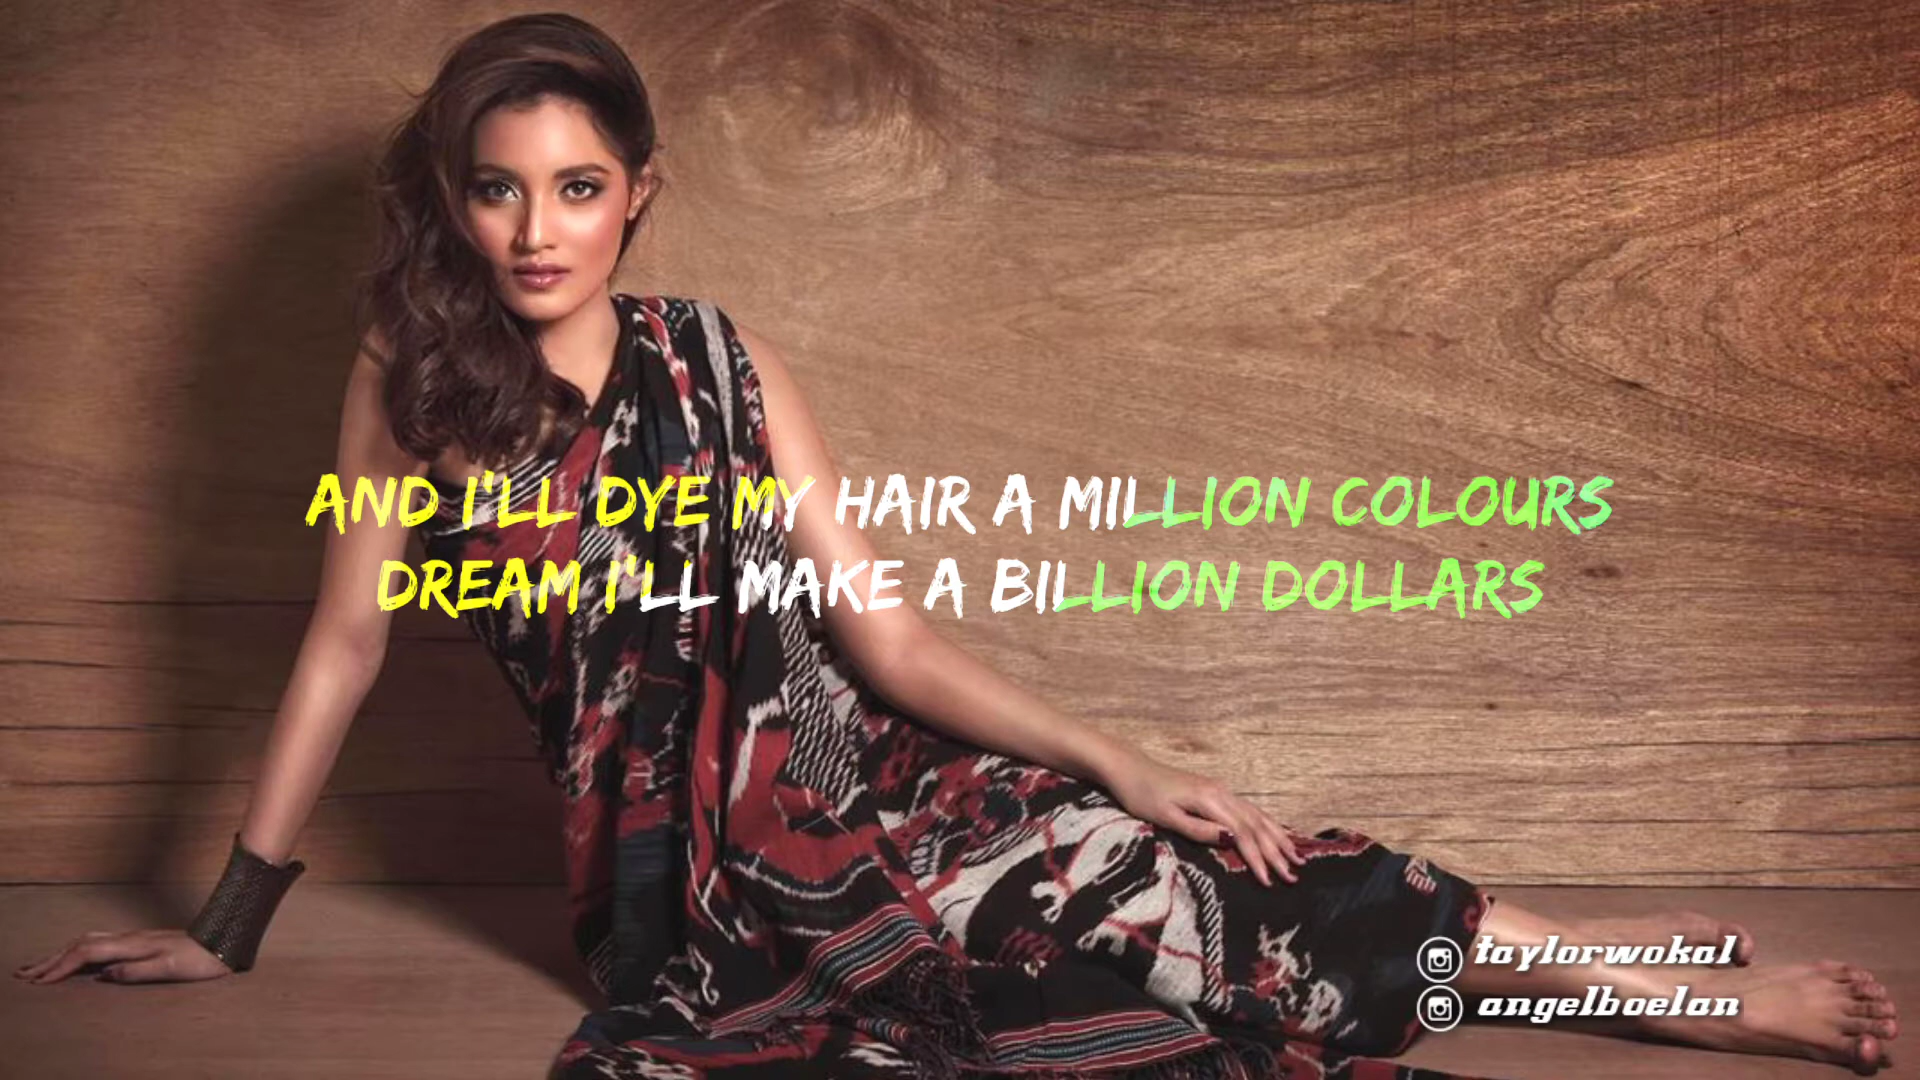 AND I'LL DYE MY HAIR A MILLION COLOURS
DREAM I'LL MAKE A BILLION DOLLARS
taylorwokal
angelboelan